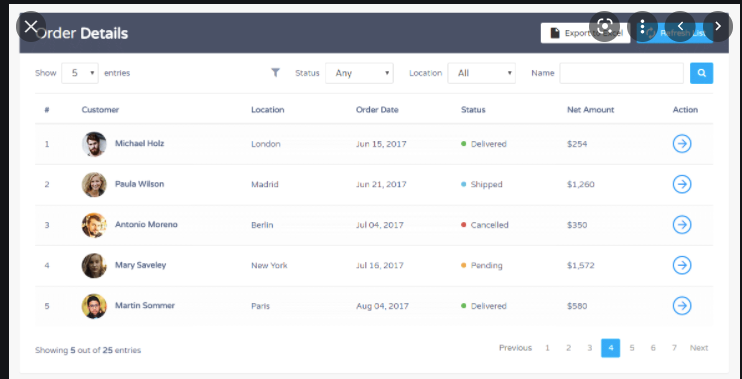 Order Details
Export to Excel
Refresh List
Show 5 entries Status Any Location All Name
# Customer Location Order Date Status Net Amount Action
1 Michael Holz London Jun 15, 2017 Delivered $254
2 Paula Wilson Madrid Jun 21, 2017 Shipped $1,260
3 Antonio Moreno Berlin Jul 04, 2017 Cancelled $350
4 Mary Saveley New York Jul 16, 2017 Pending $1,572
5 Martin Sommer Paris Aug 04, 2017 Delivered $580
Showing 5 out of 25 entries Previous 1 2 3 4 5 6 7 Next